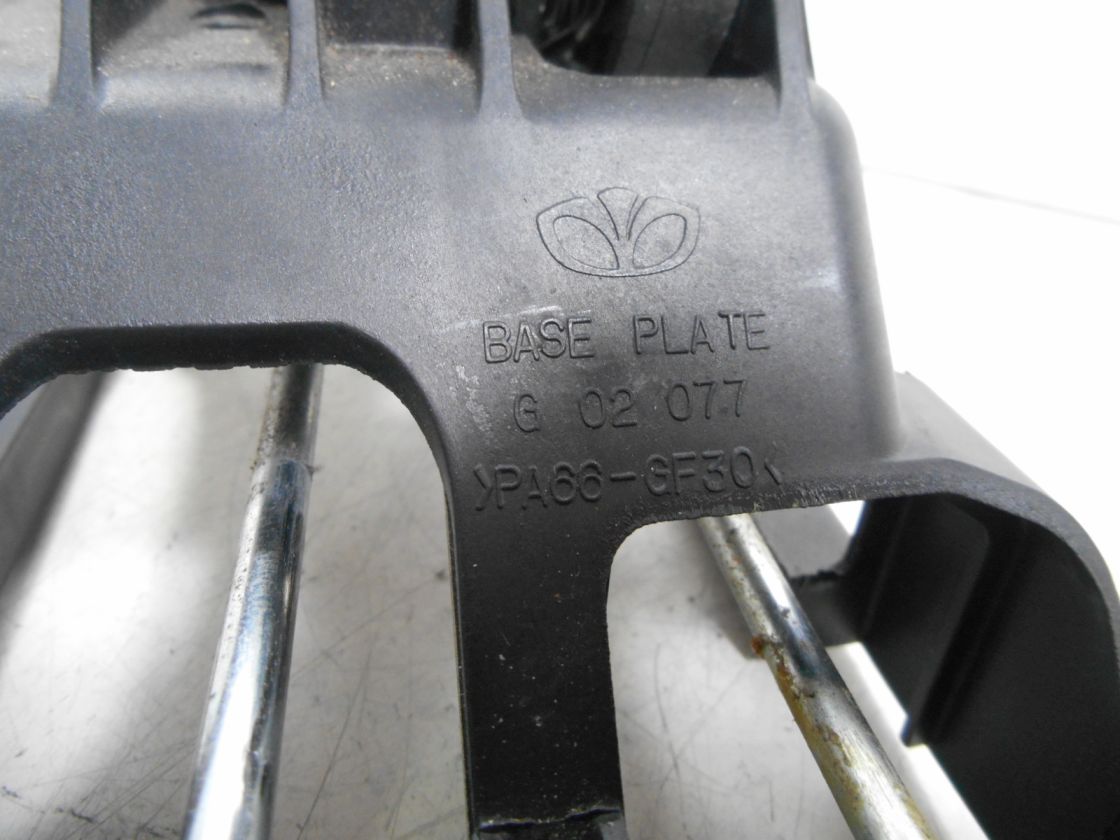 BASE PLATE
G 02 077
>PA66-GF30<